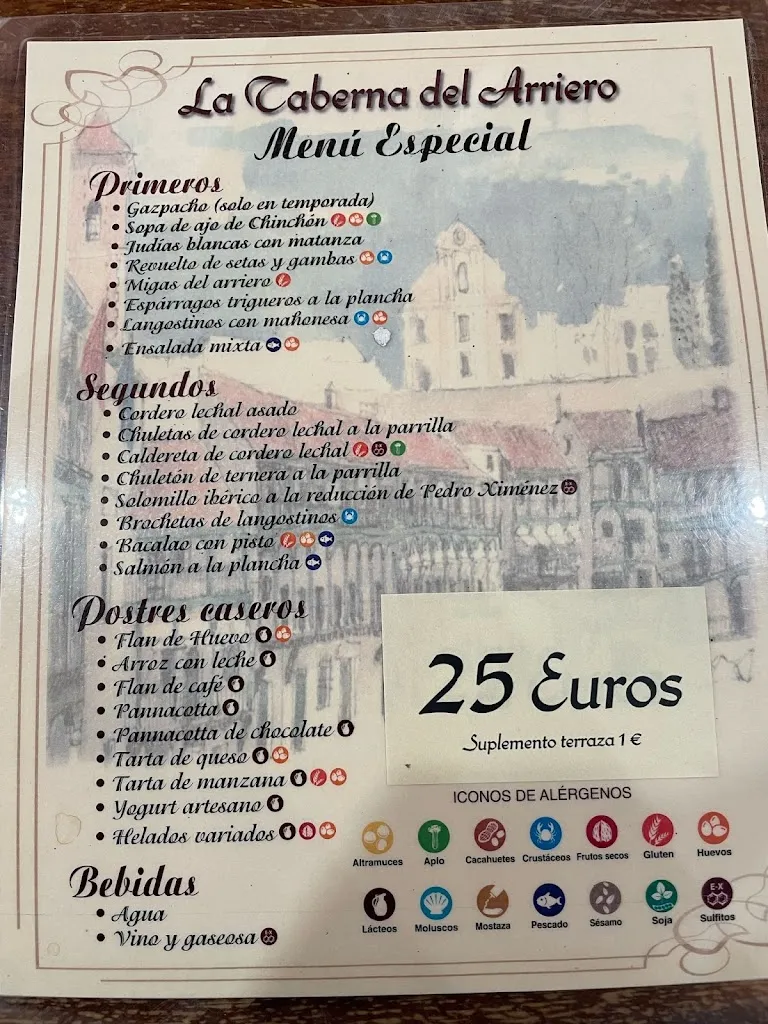 La Taberna del Arriero
Menú Especial
Primeros
• Gazpacho (solo en temporada)
• Sopa de ajo de Chinchón
• Judías blancas con matanza
• Revuelto de setas y gambas
• Migas del arriero
• Espárragos trigueros a la plancha
• Langostinos con mahonesa
• Ensalada mixta
Segundos
• Cordero lechal asado
• Chuletas de cordero lechal a la parrilla
• Caldereta de cordero lechal
• Chuletón de ternera a la parrilla
• Solomillo ibérico a la reducción de Pedro Ximénez
• Brochetas de langostinos
• Bacalao con pisto
• Salmón a la plancha
Postres caseros
• Flan de Huevo
• Arroz con leche
• Flan de café
• Pannacotta
• Pannacotta de chocolate
• Tarta de queso
• Tarta de manzana
• Yogurt artesano
• Helados variados
Bebidas
• Agua
• Vino y gaseosa
25 Euros
Suplemento terraza 1 €
ICONOS DE ALÉRGENOS
Altramuces Apio Cacahuetes Crustáceos Frutos secos Gluten Huevos
E-X
Lácteos Moluscos Mostaza Pescado Sésamo Soja Sulfitos